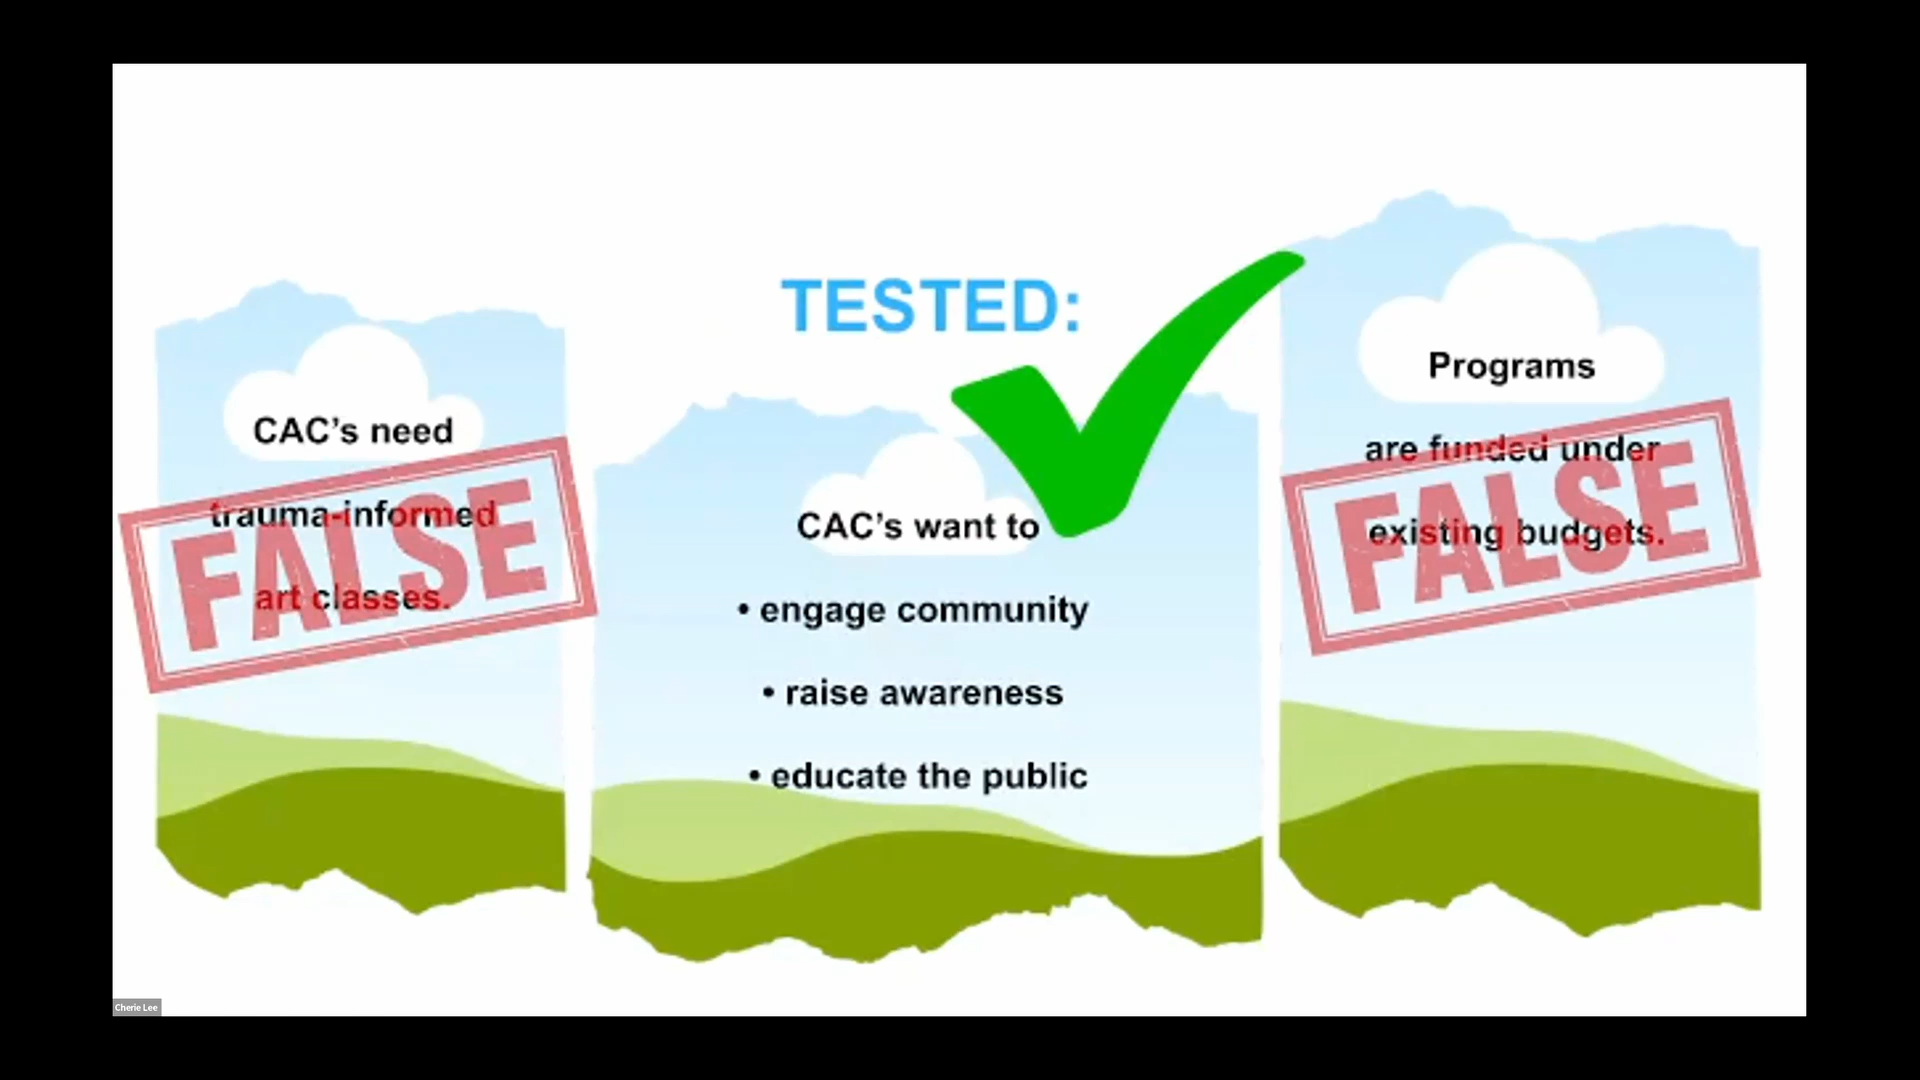 TESTED:
CAC's need
trauma-informed
art classes.
FALSE
CAC's want to
• engage community
• raise awareness
• educate the public
Programs
are funded under
existing budgets.
FALSE
Cherie Lee